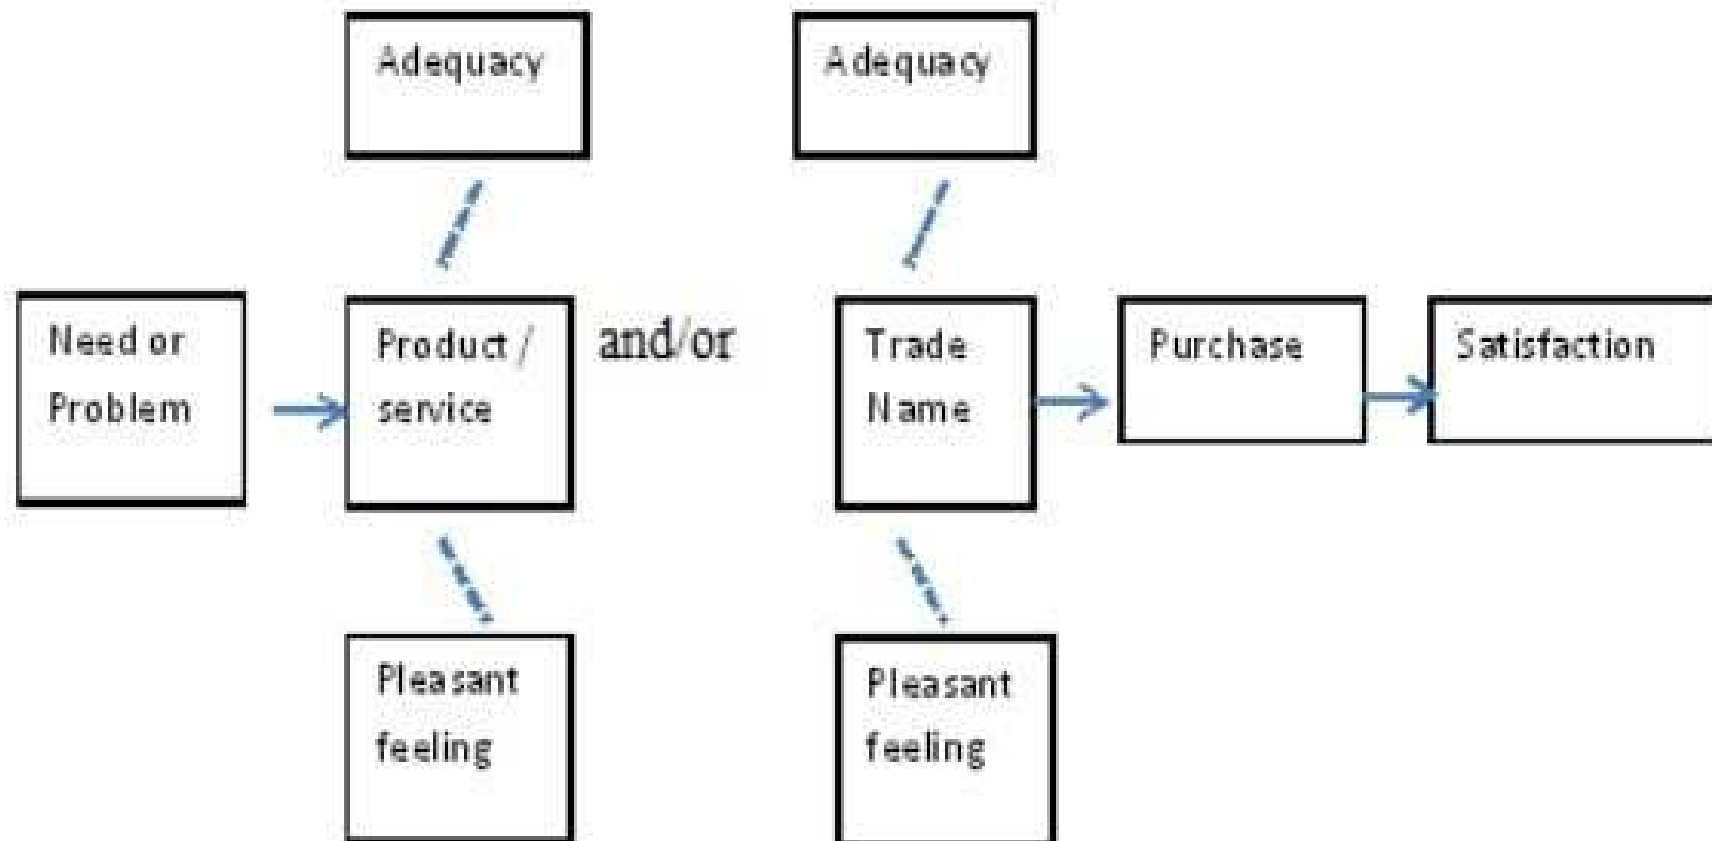 Adequacy
Adequacy
Need or
Problem
Product /
service
and/or
Trade
Name
Purchase
Satisfaction
Pleasant
feeling
Pleasant
feeling